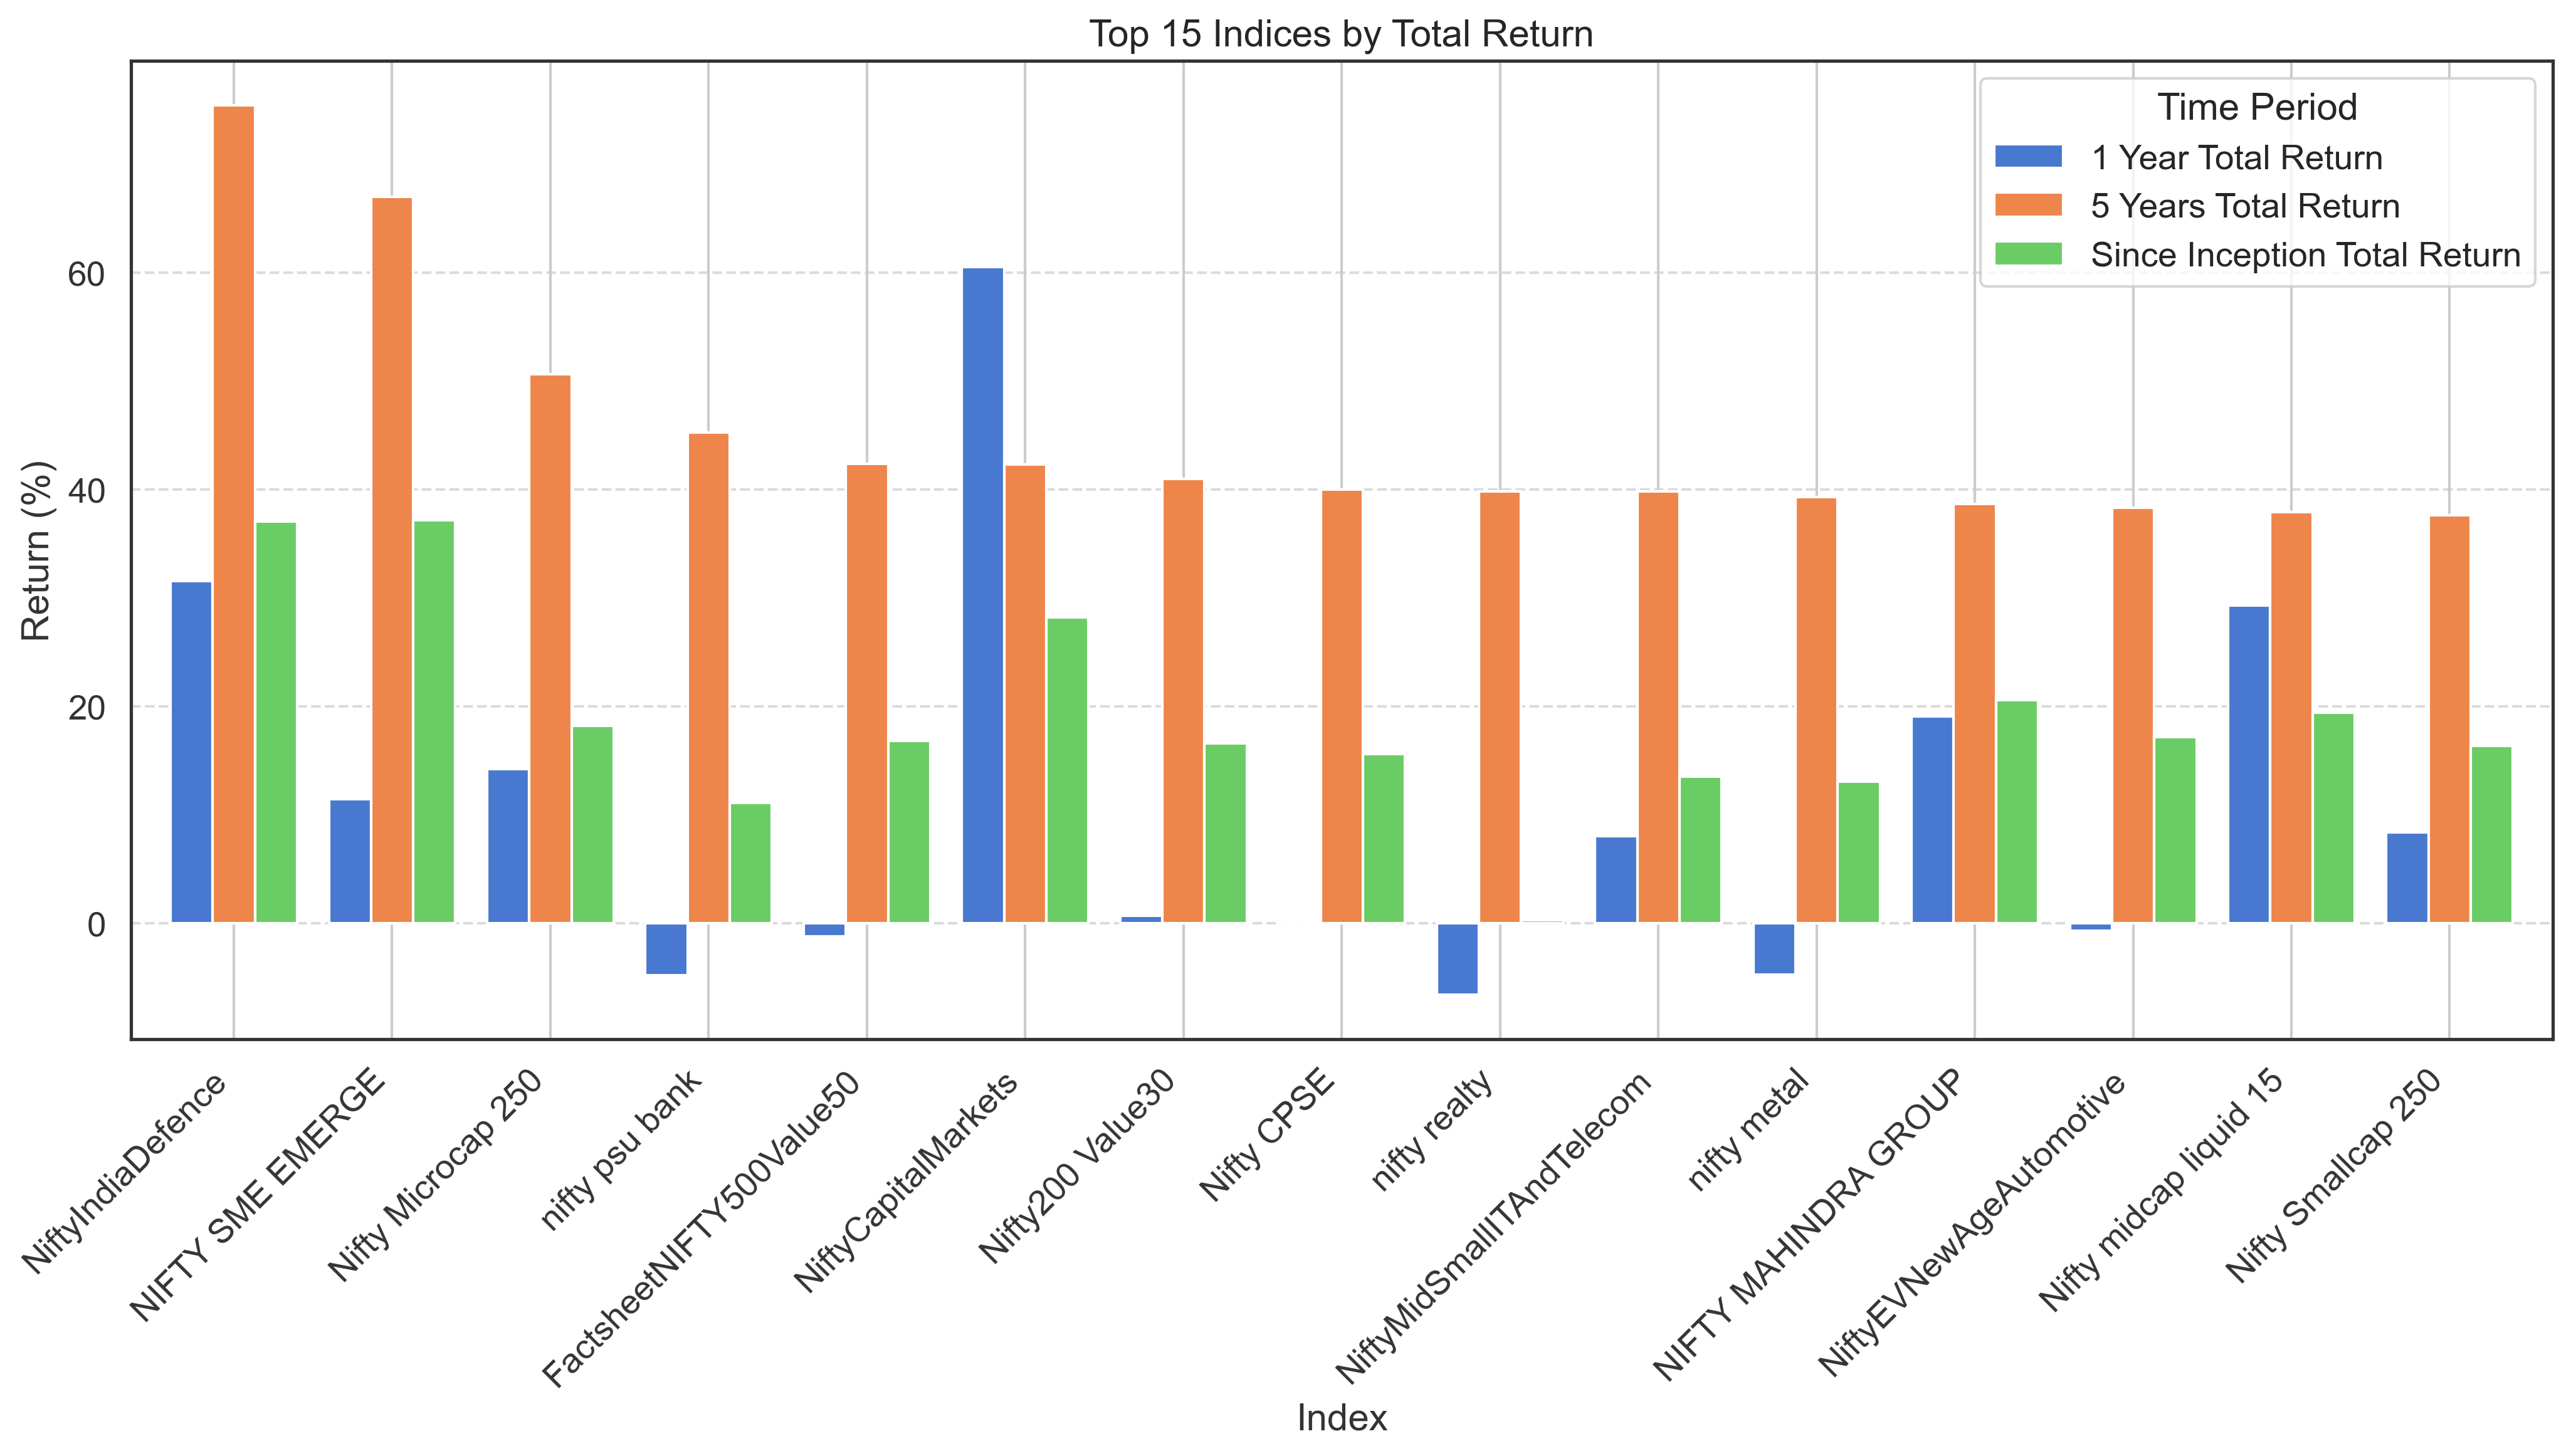 Top 15 Indices by Total Return
Time Period
1 Year Total Return
5 Years Total Return
Since Inception Total Return
Return (%)
60
40
20
0
NiftyIndiaDefence
NIFTY SME EMERGE
Nifty Microcap 250
nifty psu bank
FactsheetNIFTY500Value50
NiftyCapitalMarkets
Nifty200 Value30
Nifty CPSE
nifty realty
NiftyMidSmallITAndTelecom
nifty metal
NIFTY MAHINDRA GROUP
NiftyEVNewAgeAutomotive
Nifty midcap liquid 15
Nifty Smallcap 250
Index